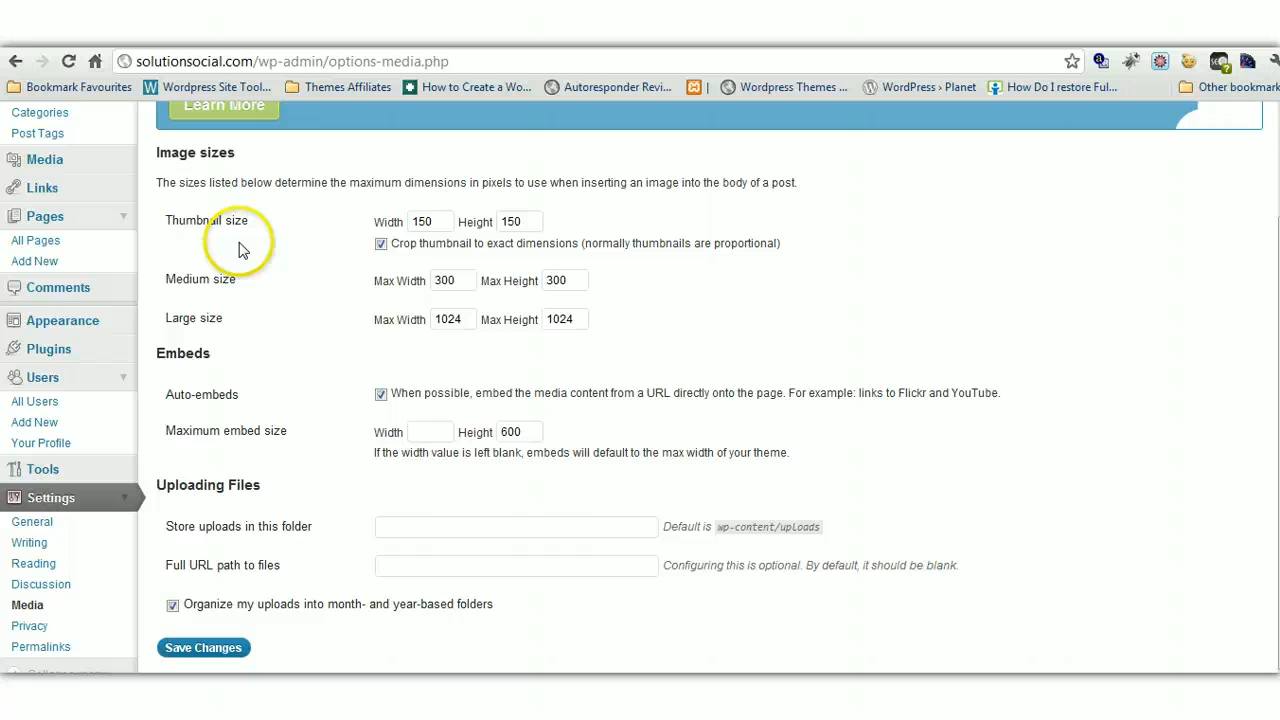 solutionsocial.com/wp-admin/options-media.php
Bookmark Favourites Wordpress Site Tool... Themes Affiliates How to Create a Wo... Autoresponder Revi... Wordpress Themes ... WordPress › Planet How Do I restore Ful... Other bookmark
Learn More
Categories
Post Tags
Media
Links
Pages
All Pages
Add New
Comments
Appearance
Plugins
Users
All Users
Add New
Your Profile
Tools
Settings
General
Writing
Reading
Discussion
Media
Privacy
Permalinks
Image sizes
The sizes listed below determine the maximum dimensions in pixels to use when inserting an image into the body of a post.
Thumbnail size Width 150 Height 150
Crop thumbnail to exact dimensions (normally thumbnails are proportional)
Medium size Max Width 300 Max Height 300
Large size Max Width 1024 Max Height 1024
Embeds
Auto-embeds When possible, embed the media content from a URL directly onto the page. For example: links to Flickr and YouTube.
Maximum embed size Width Height 600
If the width value is left blank, embeds will default to the max width of your theme.
Uploading Files
Store uploads in this folder Default is wp-content/uploads
Full URL path to files Configuring this is optional. By default, it should be blank.
Organize my uploads into month- and year-based folders
Save Changes